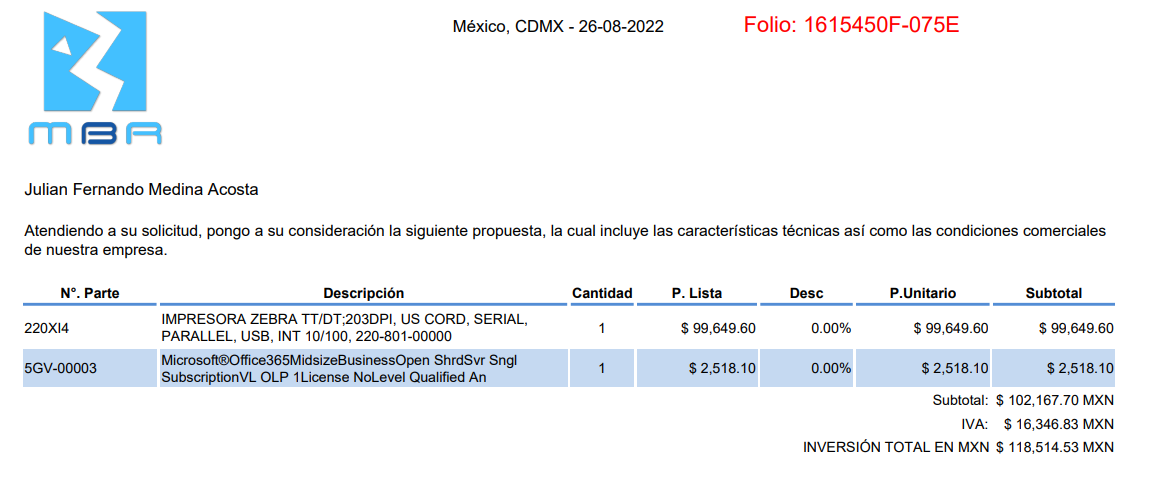 México, CDMX - 26-08-2022 Folio: 1615450F-075E
MBR
Julian Fernando Medina Acosta
Atendiendo a su solicitud, pongo a su consideración la siguiente propuesta, la cual incluye las características técnicas así como las condiciones comerciales
de nuestra empresa.
N°. Parte Descripción Cantidad P. Lista Desc P.Unitario Subtotal
220XI4 IMPRESORA ZEBRA TT/DT;203DPI, US CORD, SERIAL, 1 $ 99,649.60 0.00% $ 99,649.60 $ 99,649.60
PARALLEL, USB, INT 10/100, 220-801-00000
5GV-00003 Microsoft®Office365MidsizeBusinessOpen ShrdSvr Sngl 1 $ 2,518.10 0.00% $ 2,518.10 $ 2,518.10
SubscriptionVL OLP 1License NoLevel Qualified An
Subtotal: $ 102,167.70 MXN
IVA: $ 16,346.83 MXN
INVERSIÓN TOTAL EN MXN $ 118,514.53 MXN